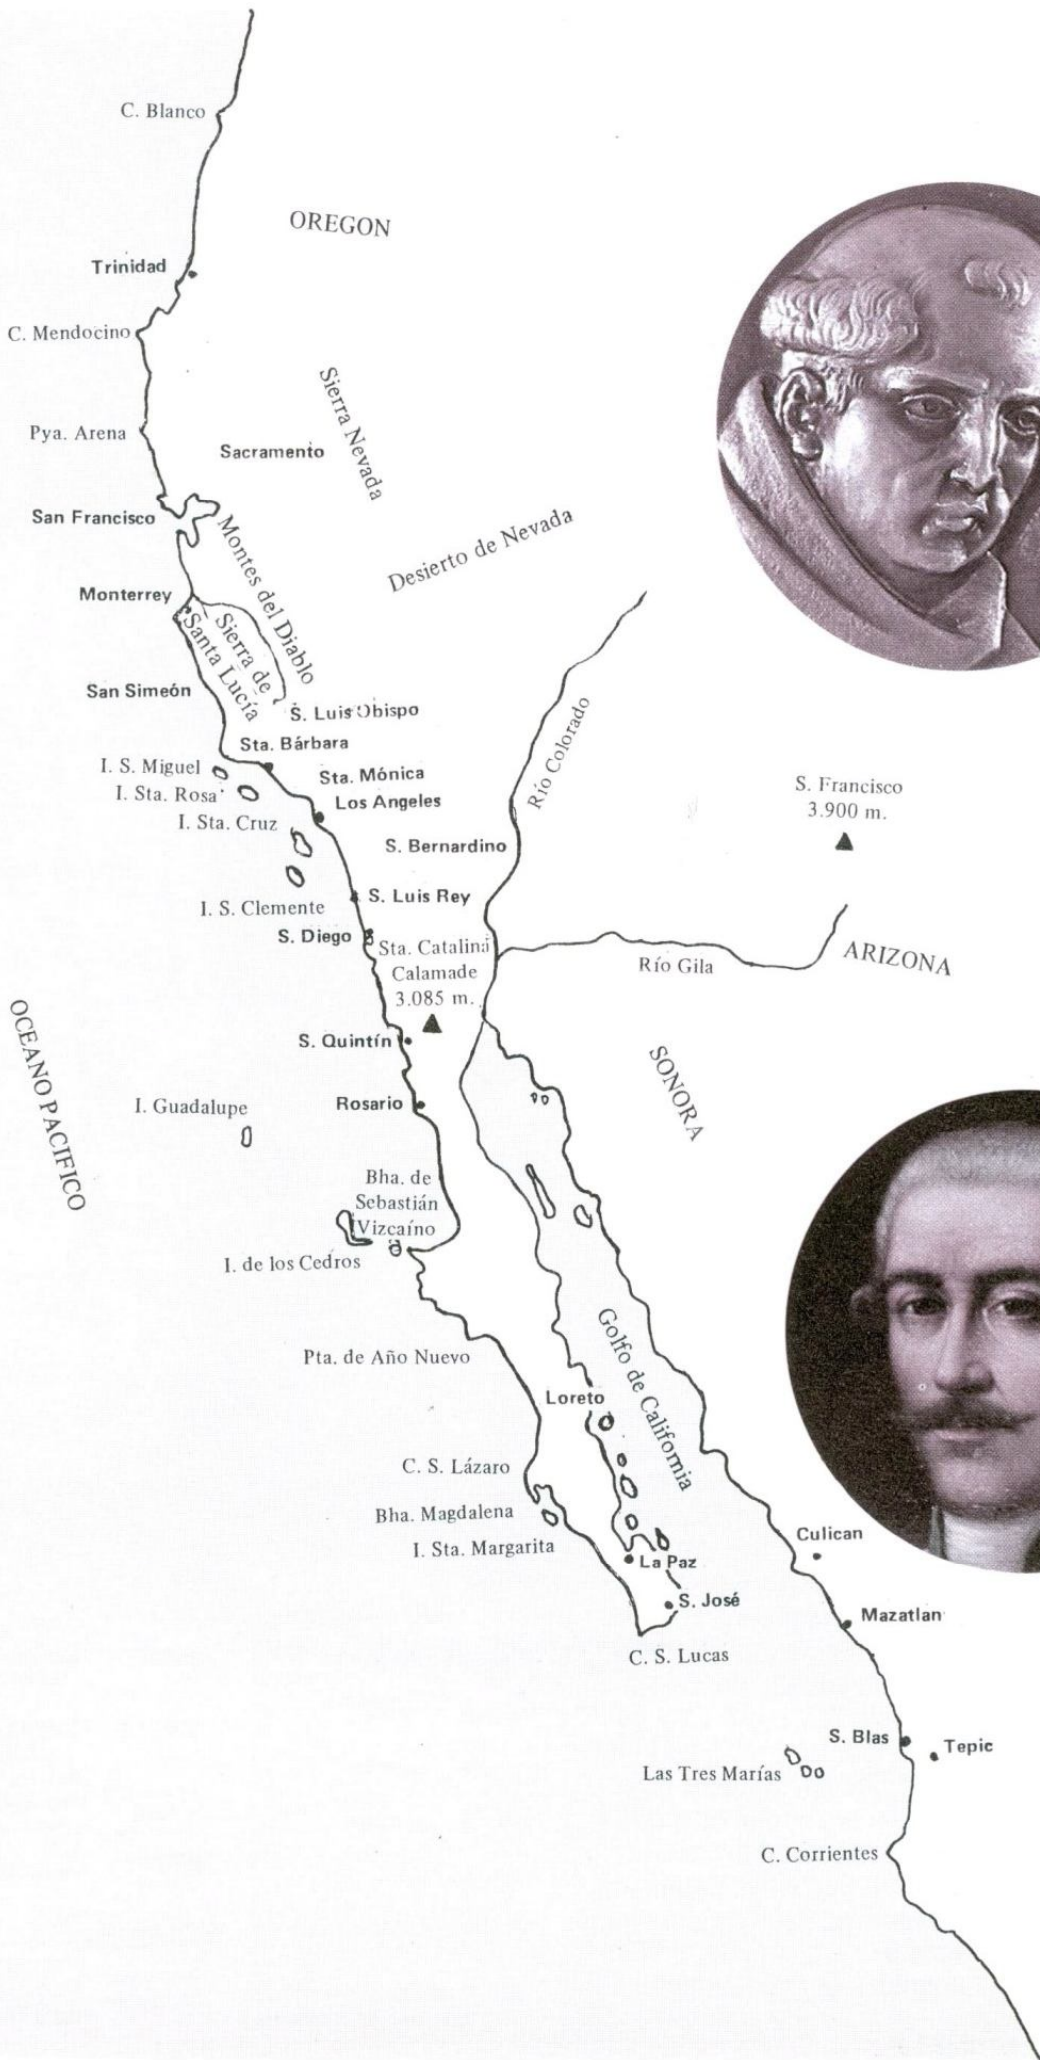 C. Blanco
OREGON
Trinidad
C. Mendocino
Sierra Nevada
Pya. Arena
Sacramento
San Francisco
Montes del Diablo
Desierto de Nevada
Monterrey
Sierra de
Santa Lucía
San Simeón
S. Luis Obispo
Río Colorado
Sta. Bárbara
I. S. Miguel
Sta. Mónica
I. Sta. Rosa
Los Angeles
S. Francisco
3.900 m.
I. Sta. Cruz
S. Bernardino
S. Luis Rey
I. S. Clemente
S. Diego
Sta. Catalina
Calamade
3.085 m.
Río Gila
ARIZONA
OCEANO PACIFICO
S. Quintín
SONORA
I. Guadalupe
Rosario
Bha. de
Sebastián
Vizcaíno
I. de los Cedros
Golfo de California
Pta. de Año Nuevo
Loreto
C. S. Lázaro
Bha. Magdalena
I. Sta. Margarita
Culican
La Paz
S. José
Mazatlan
C. S. Lucas
S. Blas
Tepic
Las Tres Marías
C. Corrientes